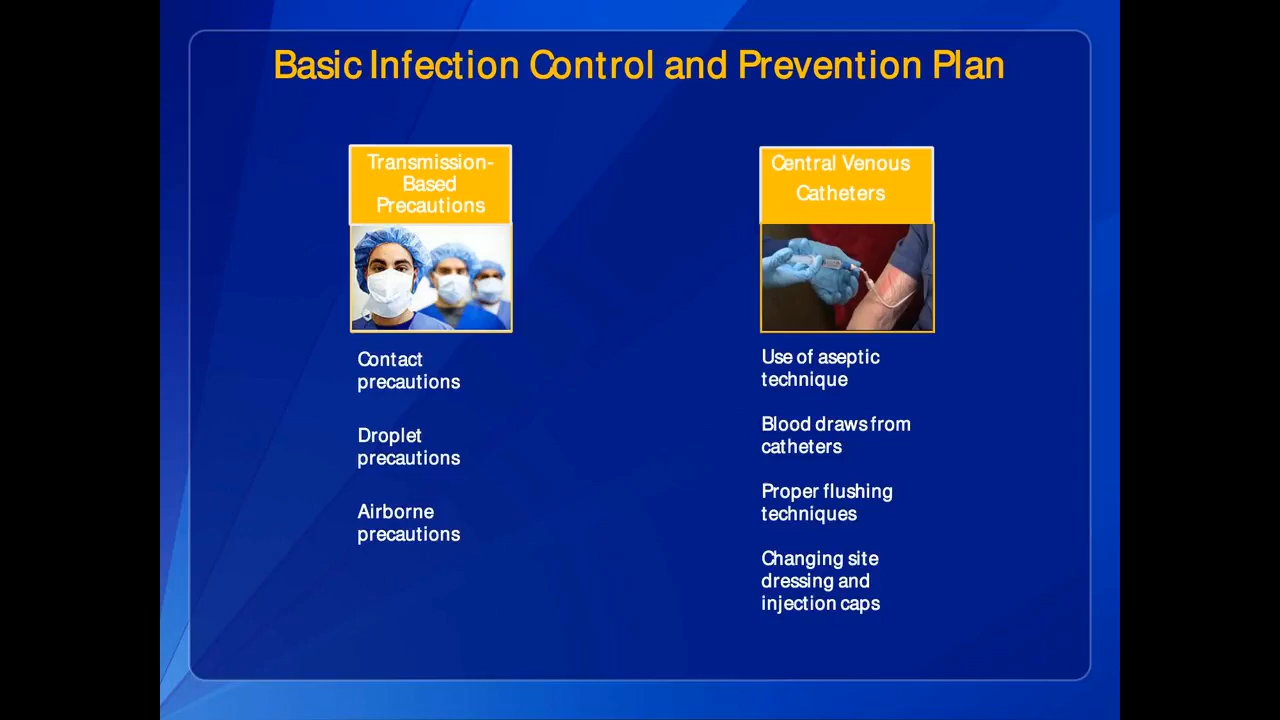 Basic Infection Control and Prevention Plan
Transmission-
Based
Precautions
Contact
precautions
Droplet
precautions
Airborne
precautions
Central Venous
Catheters
Use of aseptic
technique
Blood draws from
catheters
Proper flushing
techniques
Changing site
dressing and
injection caps